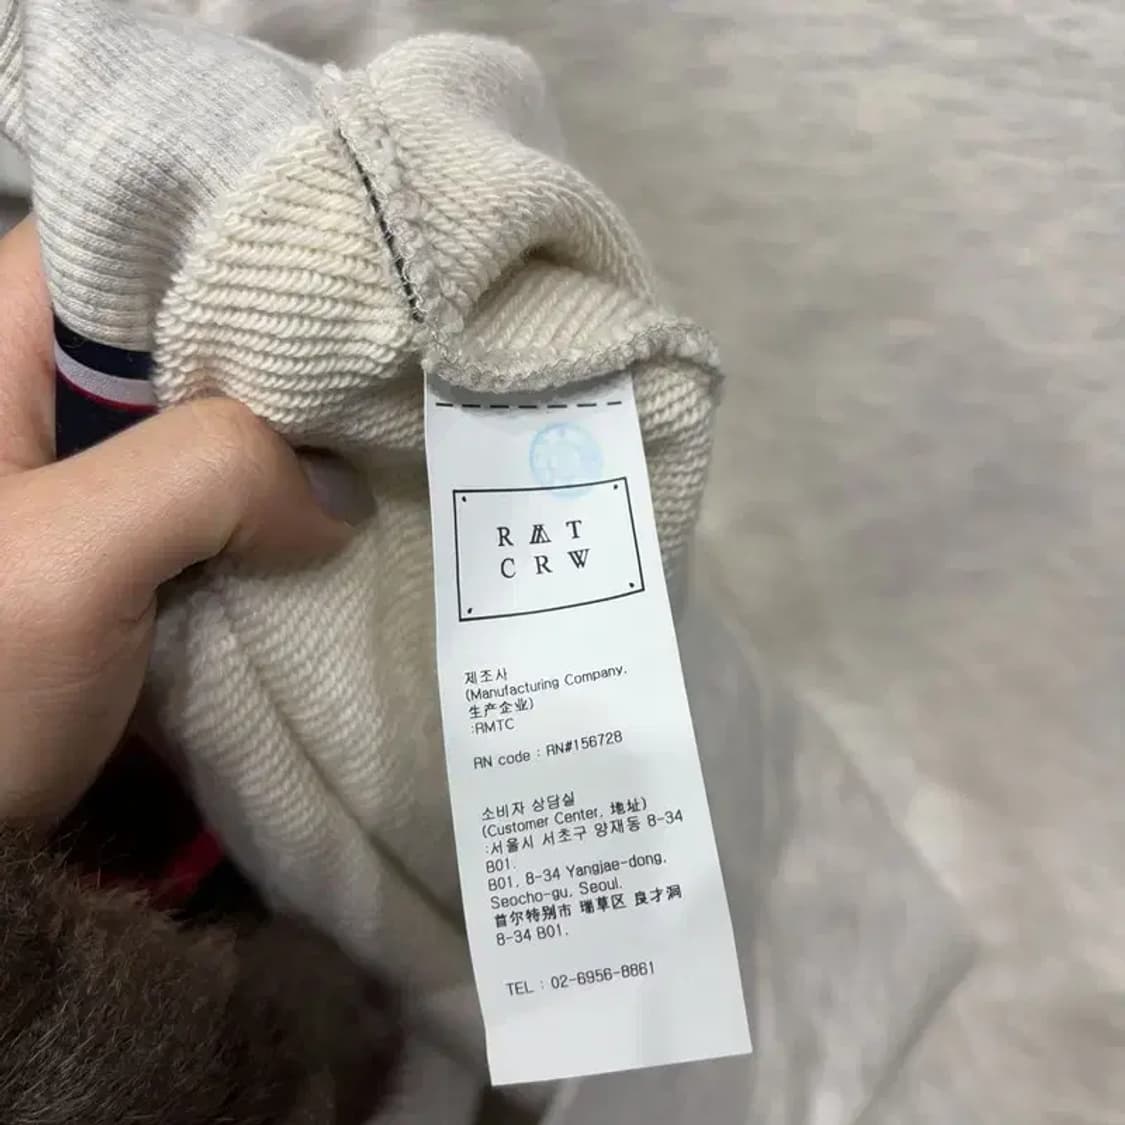 RMT
CRW
제조사
(Manufacturing Company.
生产企业)
:RMTC
RN code : RN#156728
소비자 상담실
(Customer Center, 地址)
:서울시 서초구 양재동 8-34
B01.
B01, 8-34 Yangjae-dong,
Seocho-gu, Seoul.
首尔特别市 瑞草区 良才洞
8-34 B01.
TEL : 02-6956-8861